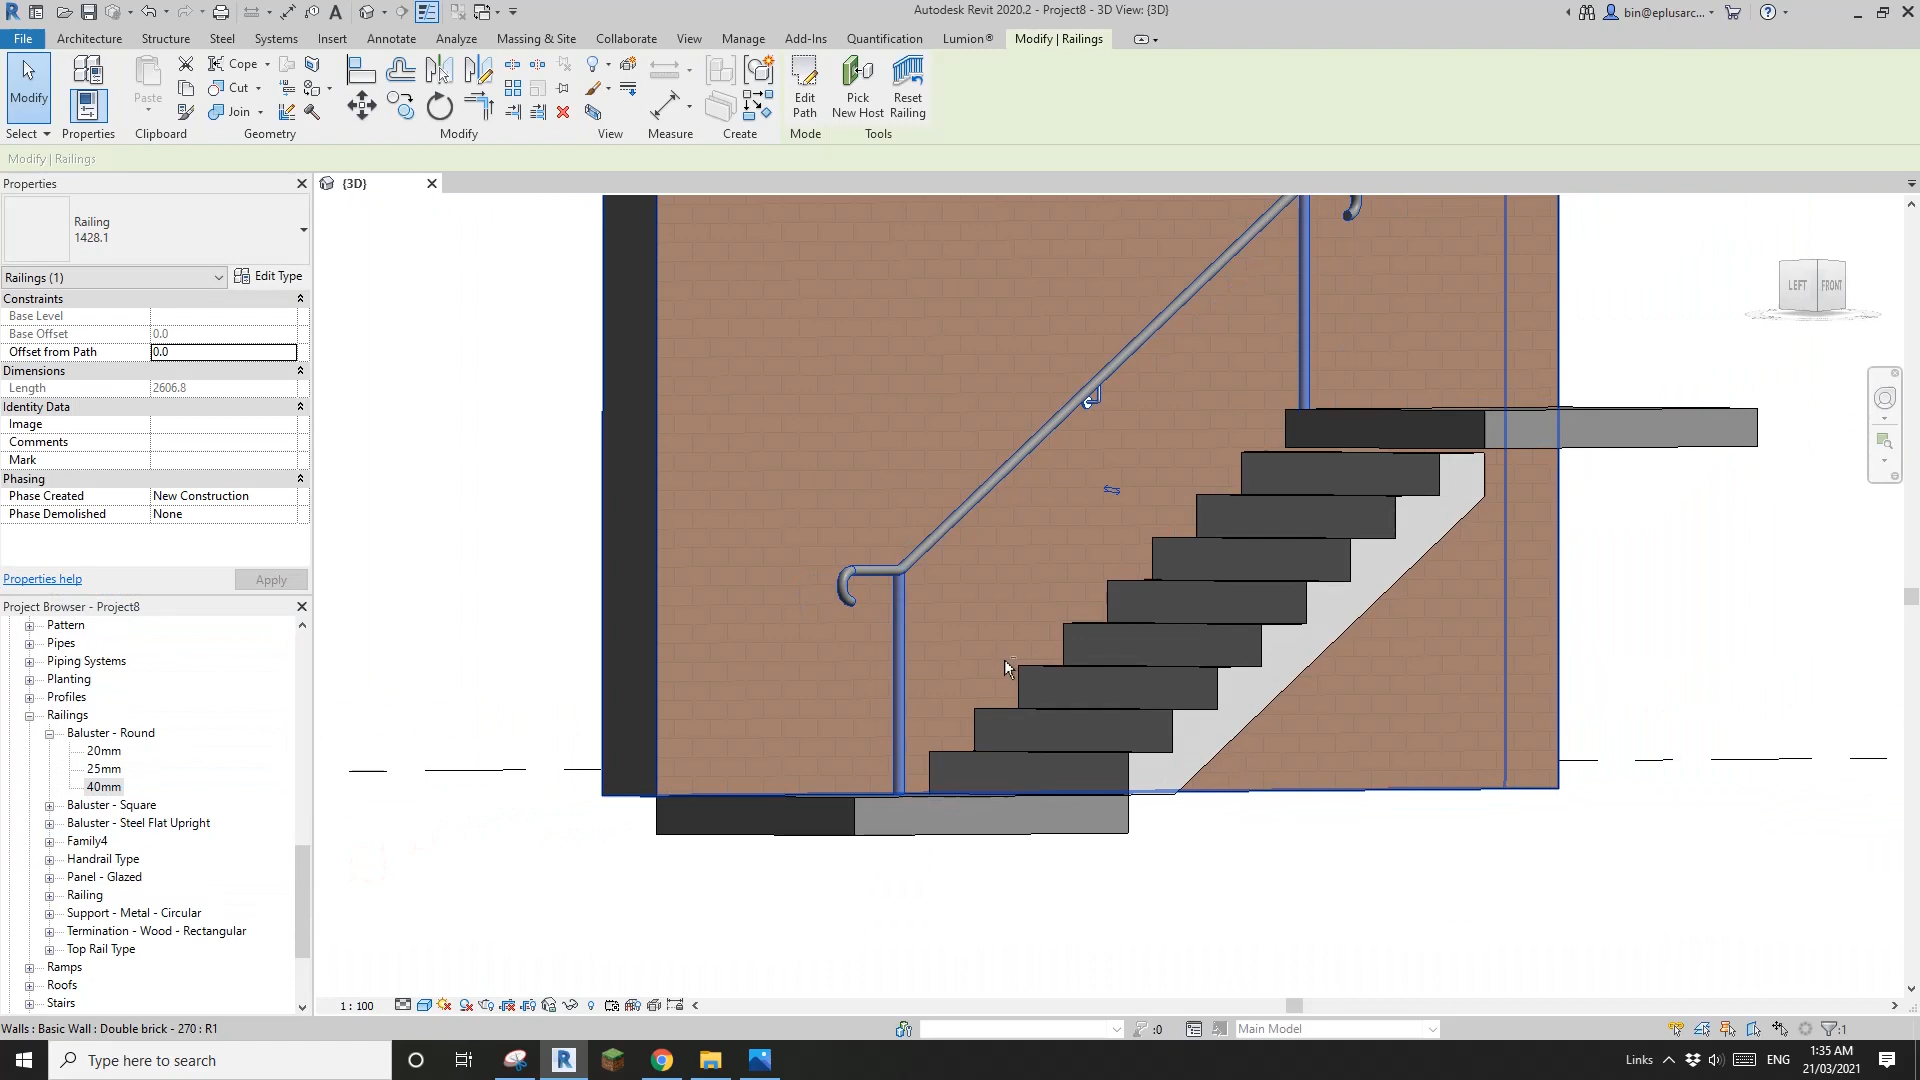 Autodesk Revit 2020.2 - Project8 - 3D View: {3D}
bin@eplusarc...
File Architecture Structure Steel Systems Insert Annotate Analyze Massing & Site Collaborate View Manage Add-Ins Quantification Lumion® Modify | Railings
Modify
Paste
Cope
Cut
Join
Edit
Path
Pick
New Host
Reset
Railing
Select Properties Clipboard Geometry Modify View Measure Create Mode Tools
Modify | Railings
Properties
{3D}
Railing
1428.1
Railings (1)
Edit Type
Constraints
Base Level
Base Offset 0.0
Offset from Path 0.0
Dimensions
Length 2606.8
Identity Data
Image
Comments
Mark
Phasing
Phase Created New Construction
Phase Demolished None
Properties help
Apply
LEFT FRONT
Project Browser - Project8
Pattern
Pipes
Piping Systems
Planting
Profiles
Railings
Baluster - Round
20mm
25mm
40mm
Baluster - Square
Baluster - Steel Flat Upright
Family4
Handrail Type
Panel - Glazed
Railing
Support - Metal - Circular
Termination - Wood - Rectangular
Top Rail Type
Ramps
Roofs
Stairs
1 : 100
Walls : Basic Wall : Double brick - 270 : R1
:0
Main Model
:1
Type here to search
Links
ENG
1:35 AM
21/03/2021